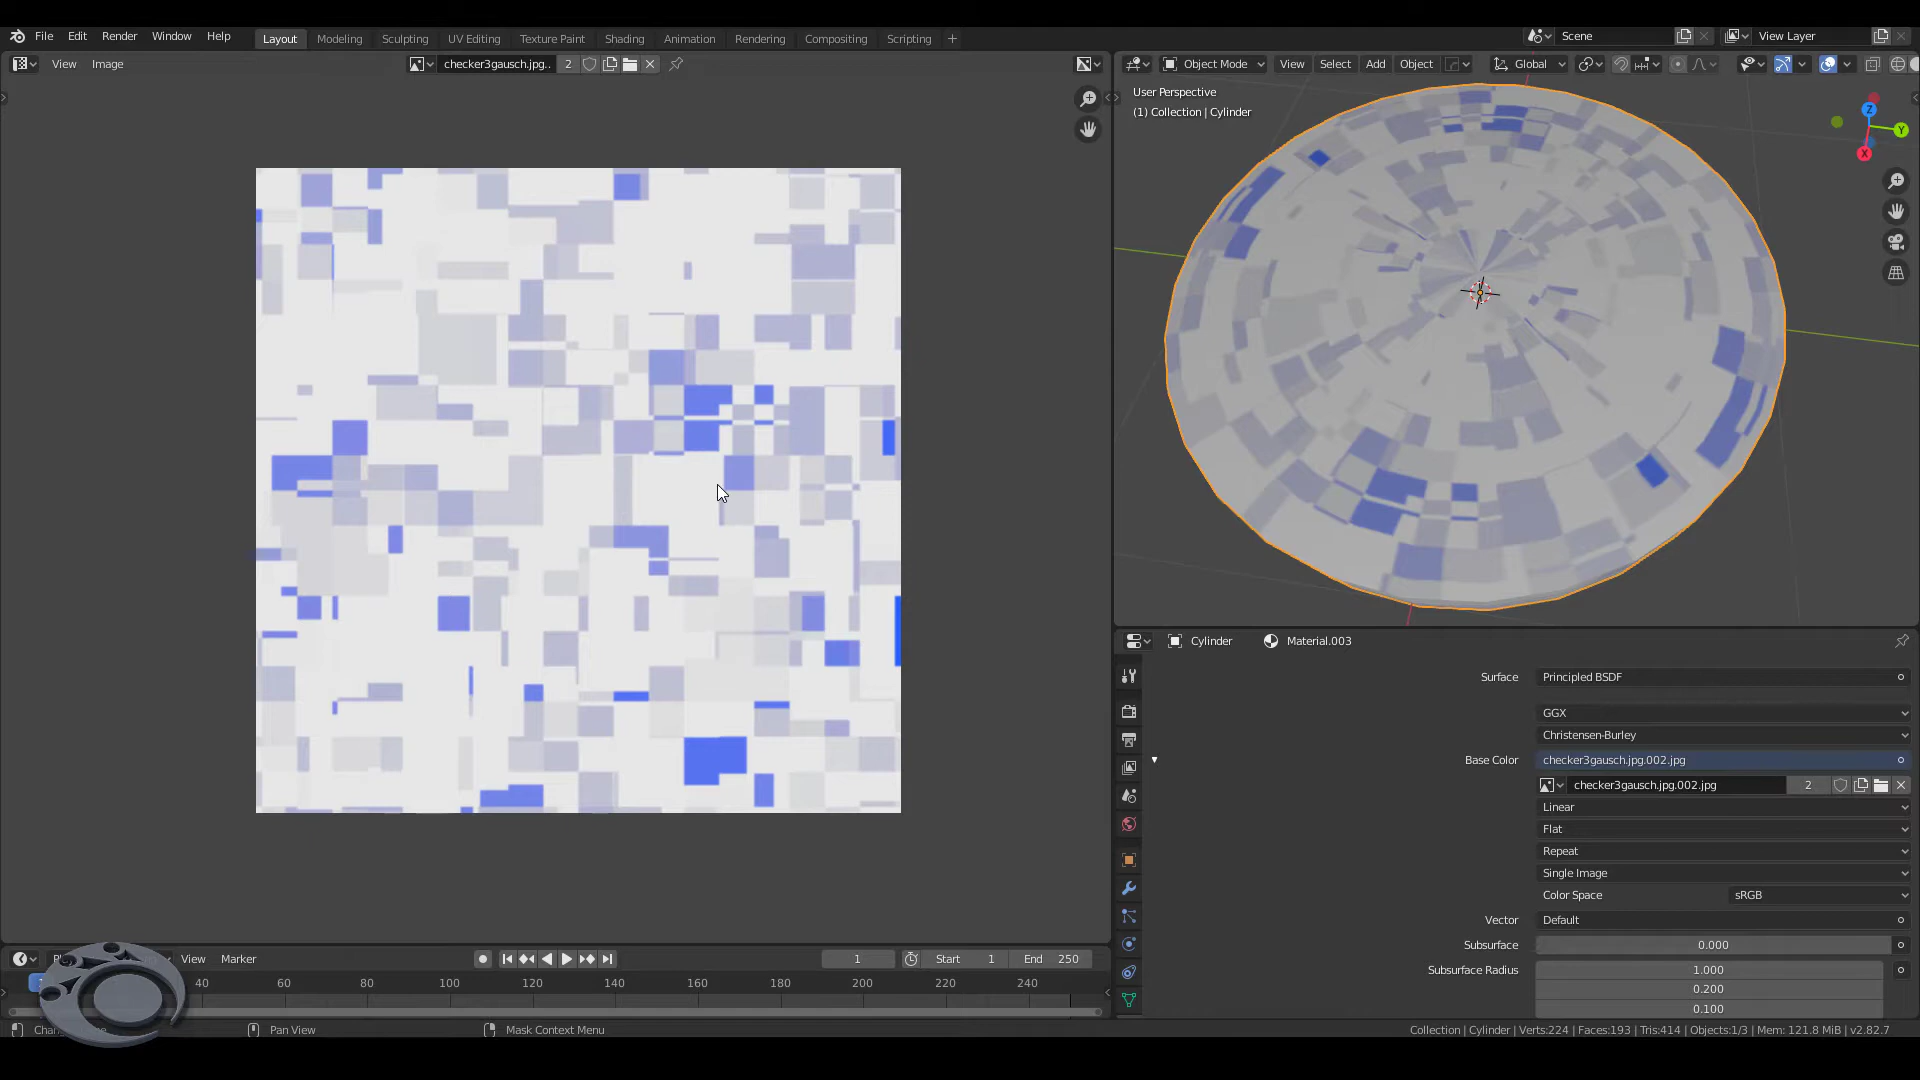 File Edit Render Window Help Layout Modeling Sculpting UV Editing Texture Paint Shading Animation Rendering Compositing Scripting + Scene View Layer
View Image checker3gausch.jpg.. 2 Object Mode View Select Add Object Global
User Perspective
(1) Collection | Cylinder
Z
Y
X
Cylinder Material.003
Surface Principled BSDF
GGX
Christensen-Burley
Base Color checker3gausch.jpg.002.jpg
checker3gausch.jpg.002.jpg 2
Linear
Flat
Repeat
Single Image
Color Space sRGB
Vector Default
Subsurface 0.000
Subsurface Radius 1.000
0.200
0.100
View Marker 1 Start 1 End 250
40 60 80 100 120 140 160 180 200 220 240
Pan View Mask Context Menu Collection | Cylinder | Verts:224 | Faces:193 | Tris:414 | Objects:1/3 | Mem: 121.8 MiB | v2.82.7